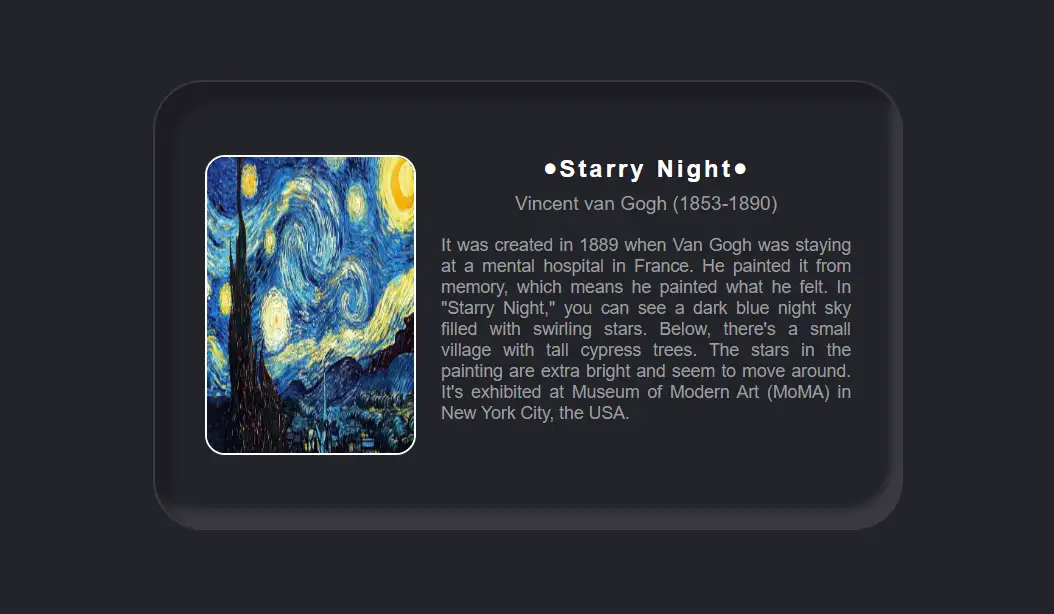 ●Starry Night●
Vincent van Gogh (1853-1890)
It was created in 1889 when Van Gogh was staying
at a mental hospital in France. He painted it from
memory, which means he painted what he felt. In
"Starry Night," you can see a dark blue night sky
filled with swirling stars. Below, there's a small
village with tall cypress trees. The stars in the
painting are extra bright and seem to move around.
It's exhibited at Museum of Modern Art (MoMA) in
New York City, the USA.